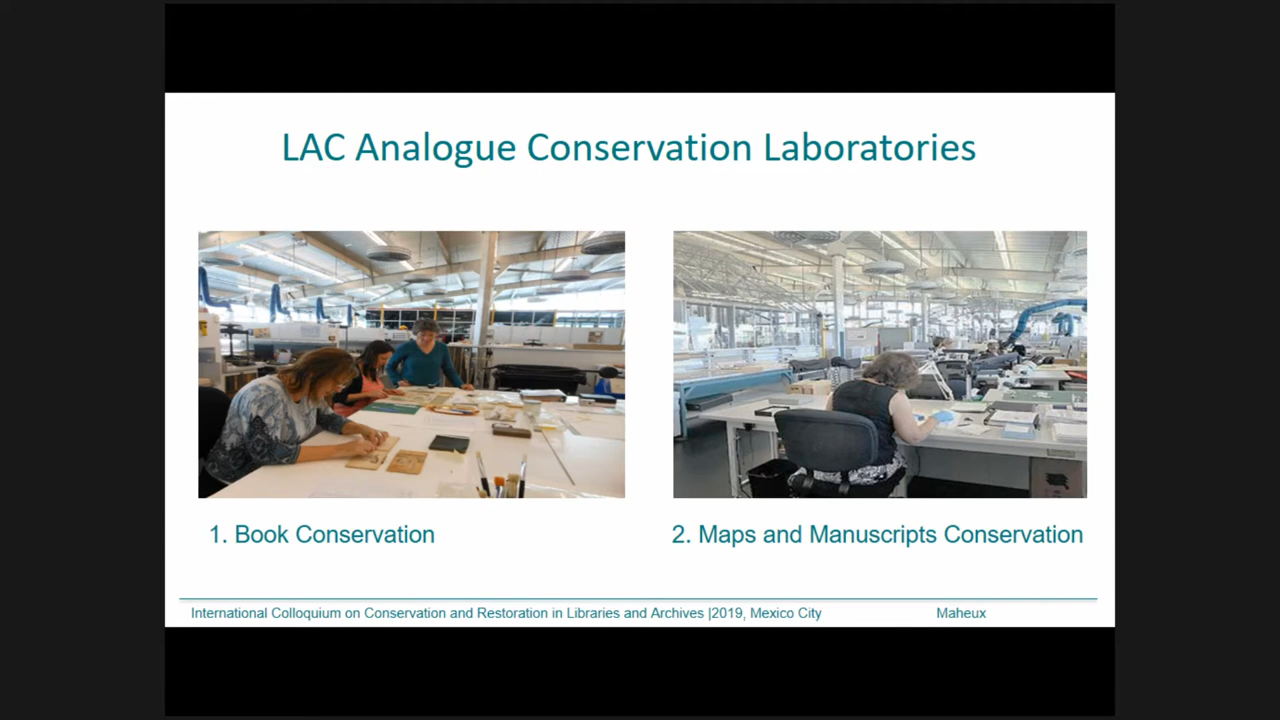 LAC Analogue Conservation Laboratories
1. Book Conservation
2. Maps and Manuscripts Conservation
International Colloquium on Conservation and Restoration in Libraries and Archives |2019, Mexico City
Maheux